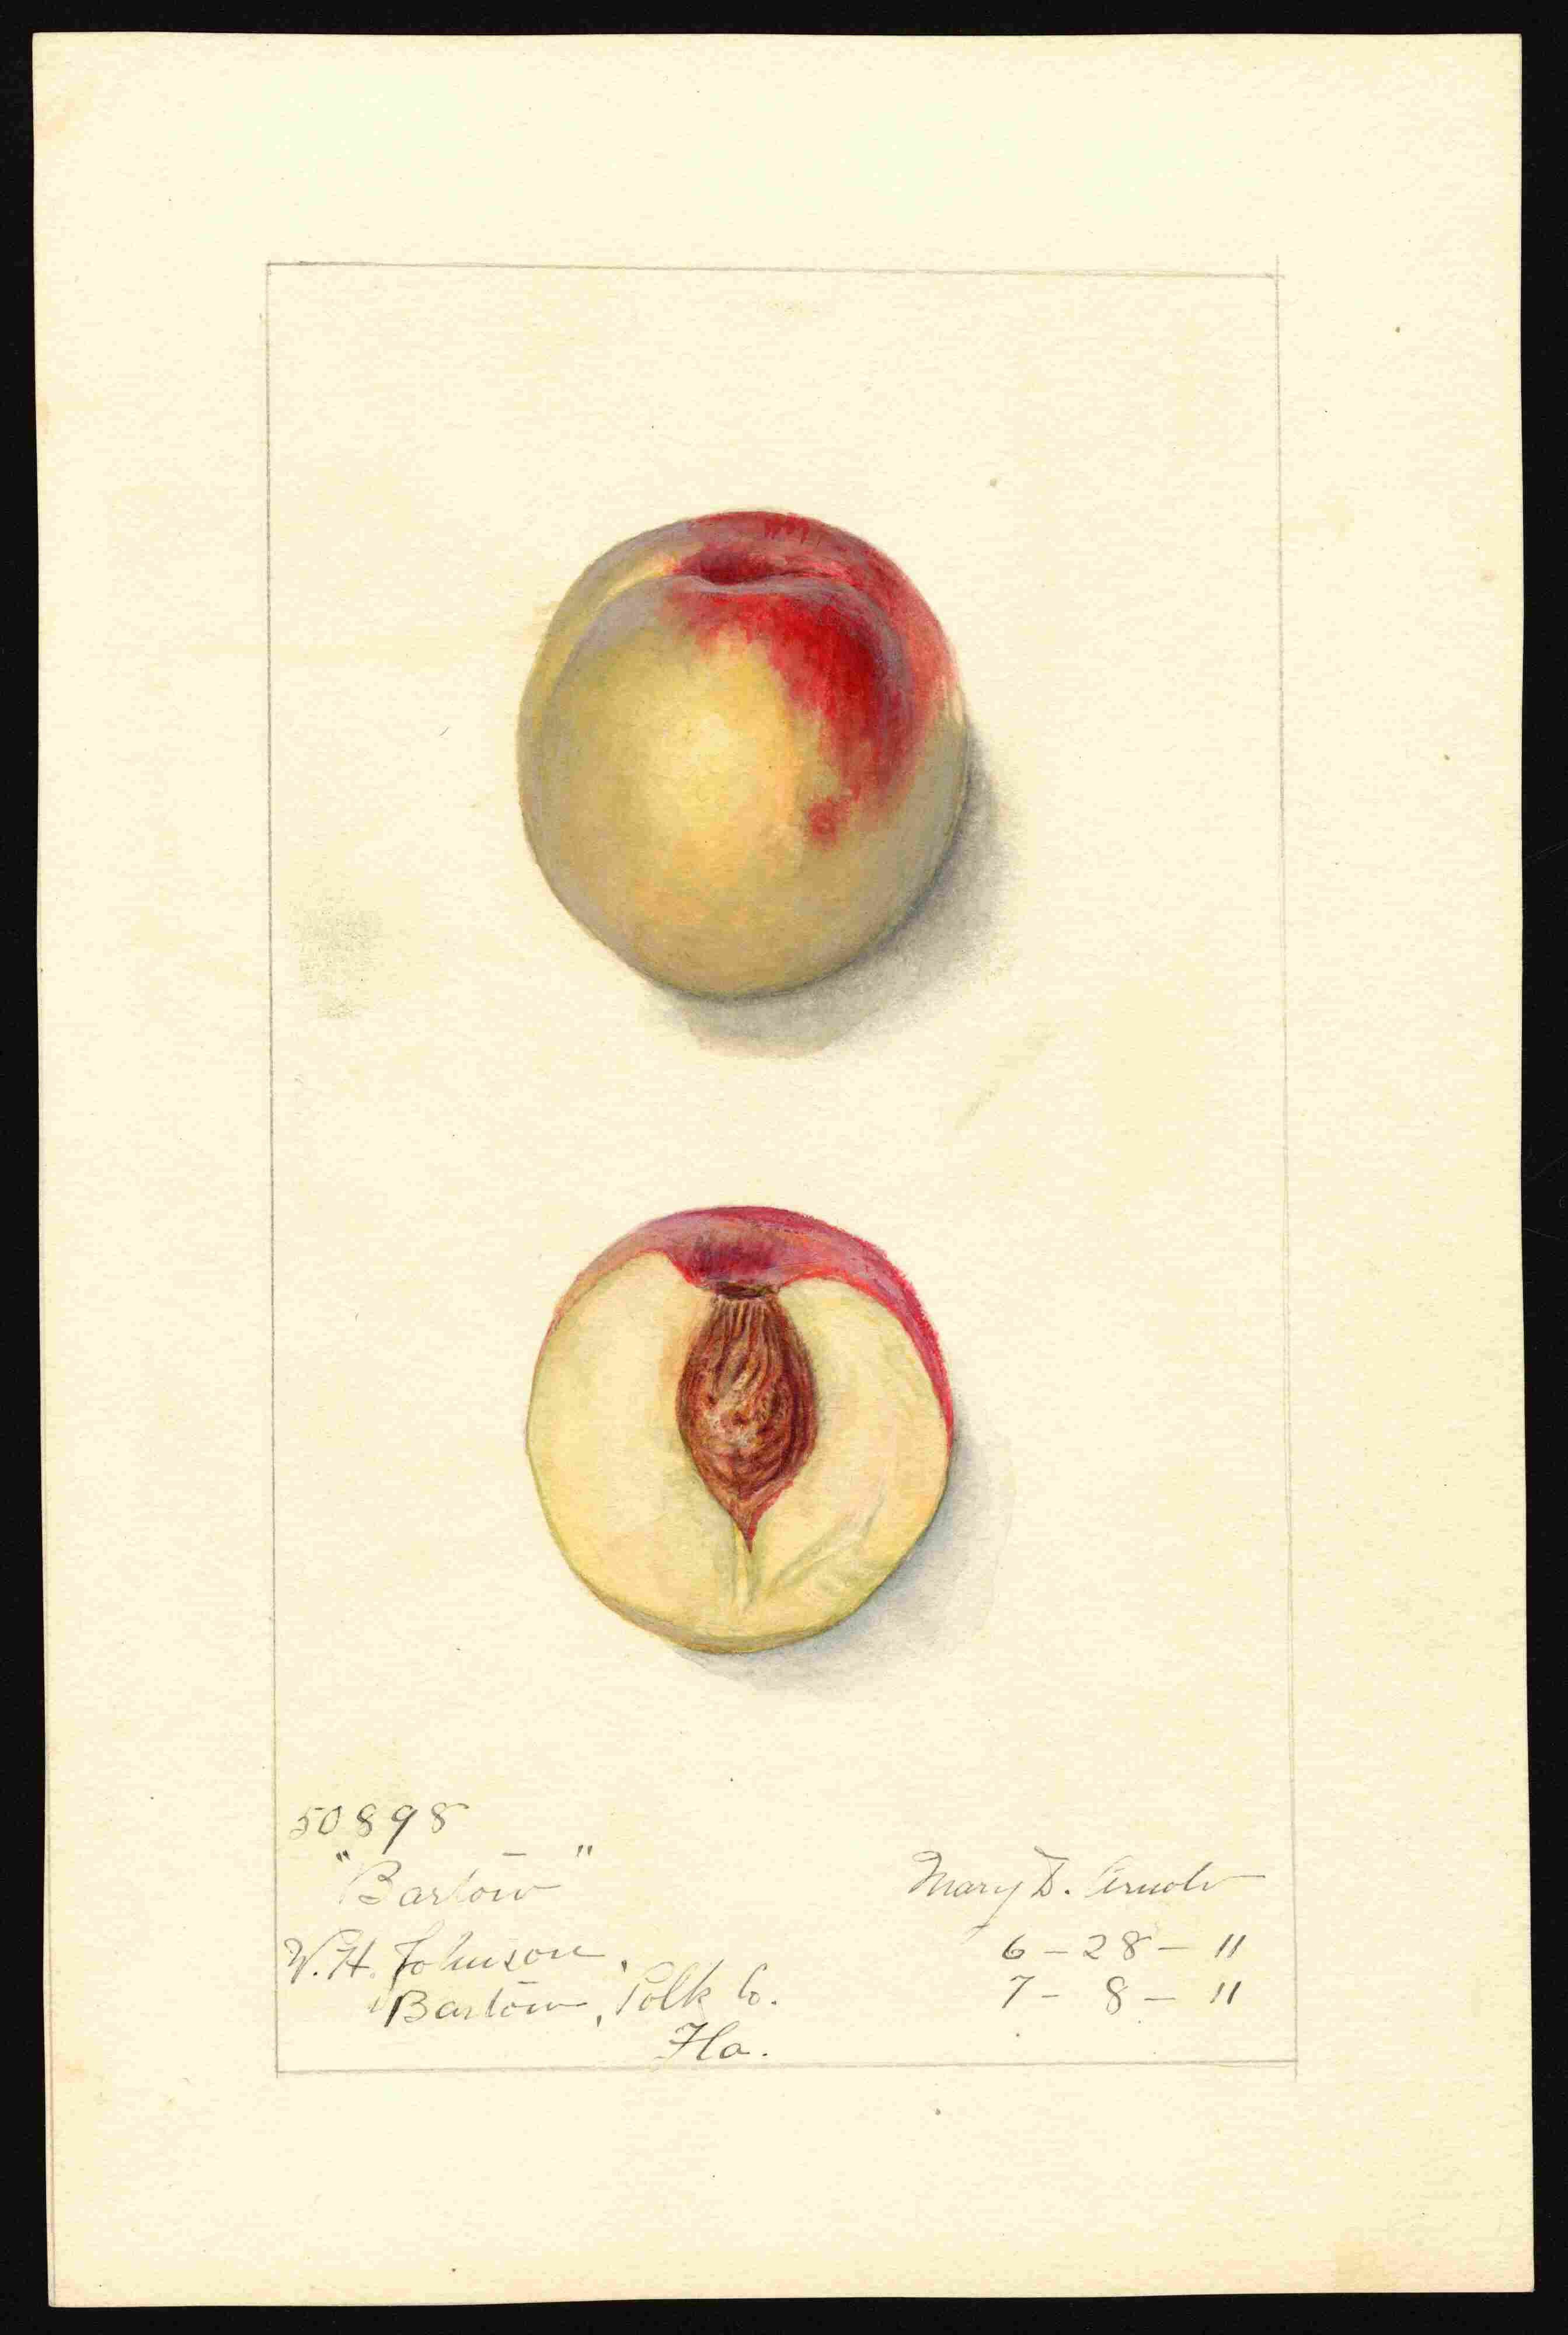 50898
"Bartow"
W. H. Johnson,
Bartow, Polk Co.
Fla.
Mary D. Arnold
6 - 28 - 11
7 - 8 - 11